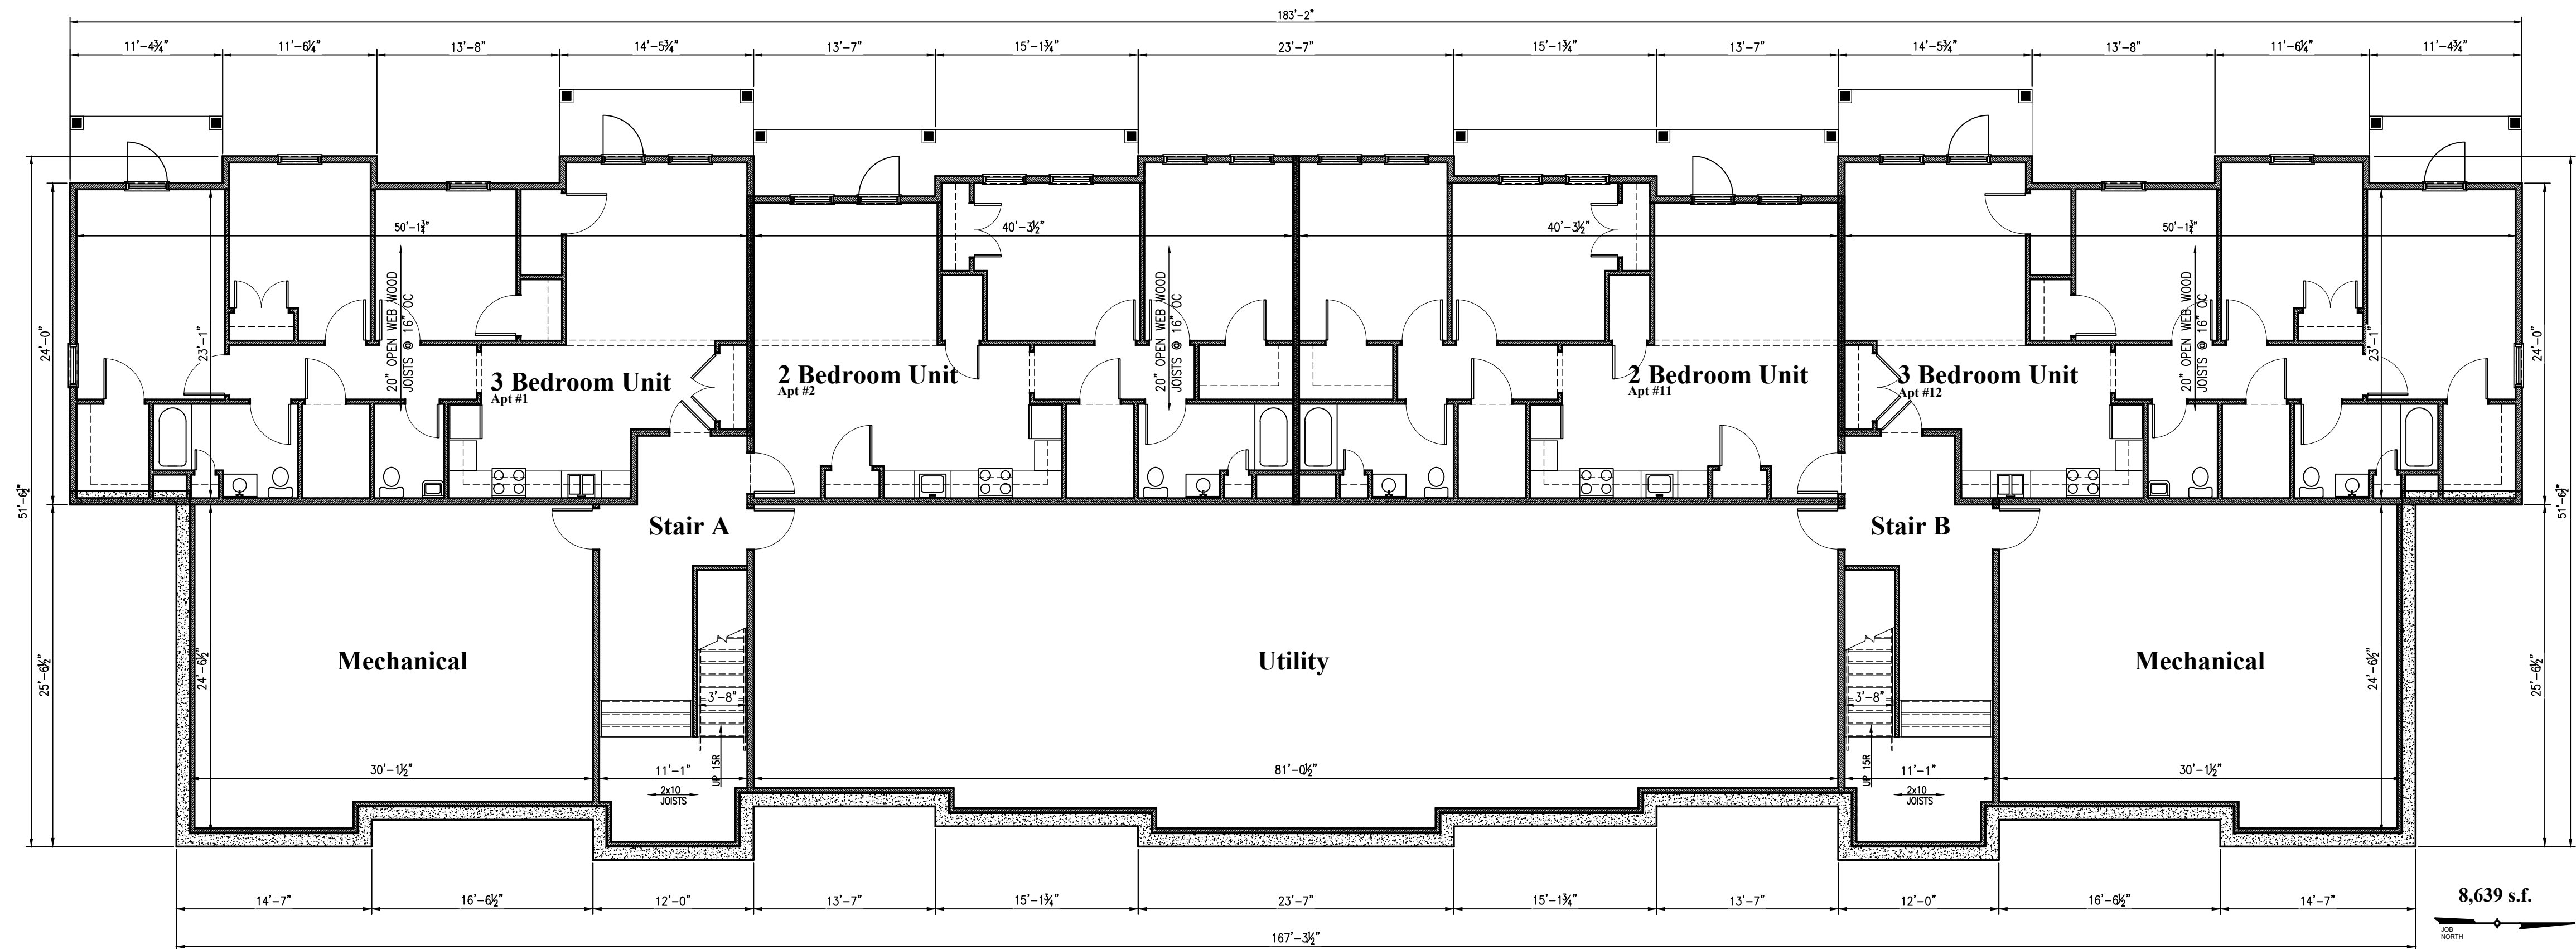 183'-2"
11'-4¾" 11'-6¼" 13'-8" 14'-5¾" 13'-7" 15'-1¾" 23'-7" 15'-1¾" 13'-7" 14'-5¾" 13'-8" 11'-6¼" 11'-4¾"
50'-1¾" 40'-3½" 40'-3½" 50'-1¾"
20" OPEN WEB WOOD
JOISTS @ 16" OC
20" OPEN WEB WOOD
JOISTS @ 16" OC
20" OPEN WEB WOOD
JOISTS @ 16" OC
24'-0" 23'-1" 23'-1" 24'-0"
3 Bedroom Unit
Apt #1
2 Bedroom Unit
Apt #2
2 Bedroom Unit
Apt #11
3 Bedroom Unit
Apt #12
51'-6½" 51'-6½"
Stair A Stair B
Mechanical Utility Mechanical
25'-6½" 24'-6½" 24'-6½" 25'-6½"
3'-8" 3'-8"
UP 15R UP 15R
30'-1½" 11'-1" 81'-0½" 11'-1" 30'-1½"
2x10
JOISTS
2x10
JOISTS
14'-7" 16'-6½" 12'-0" 13'-7" 15'-1¾" 23'-7" 15'-1¾" 13'-7" 12'-0" 16'-6½" 14'-7"
167'-3½"
8,639 s.f.
JOB
NORTH